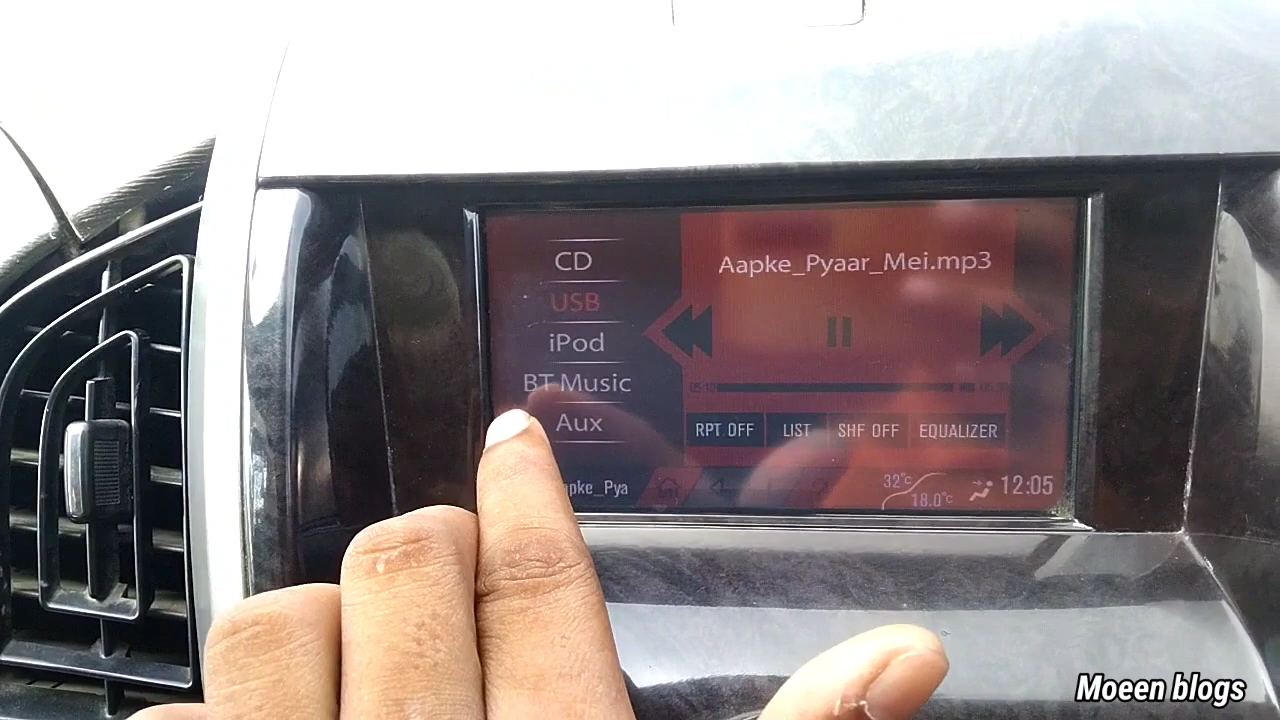 CD
USB
iPod
BT Music
Aux
Aapke_Pyaar_Mei.mp3
RPT OFF
LIST
SHF OFF
EQUALIZER
pke_Pya
32°c
18.0°c
12:05
Moeen blogs